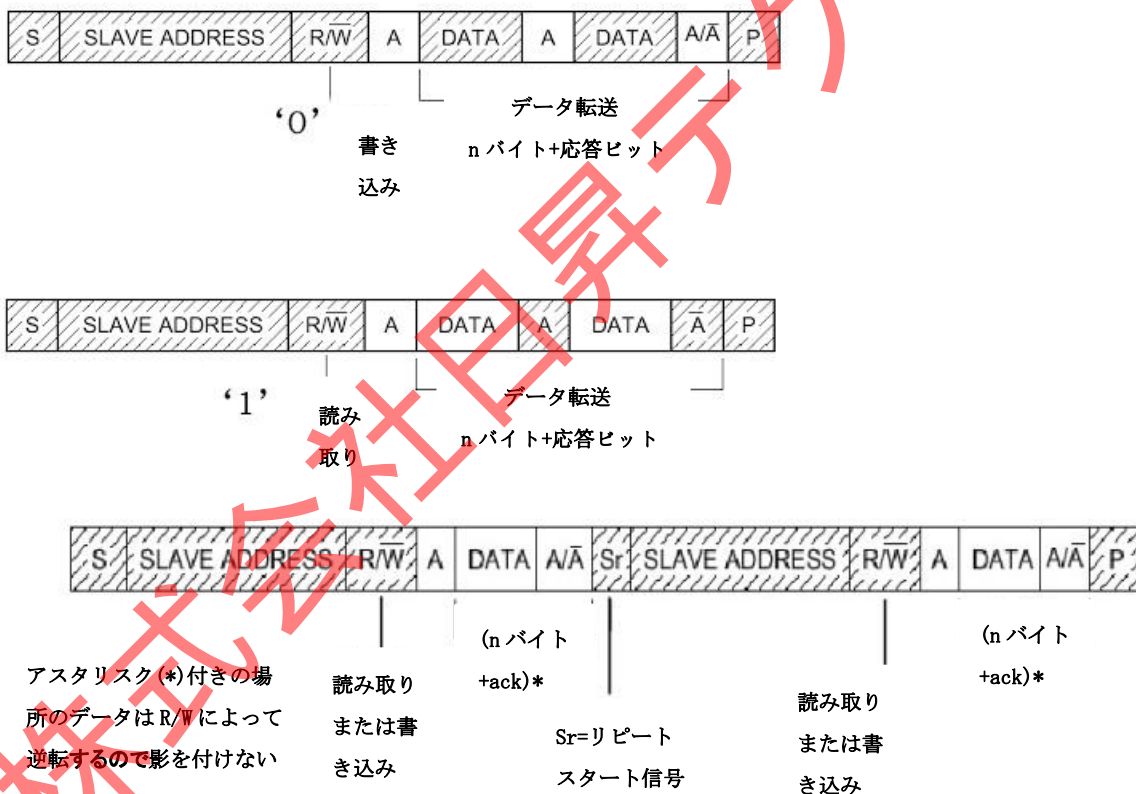 S SLAVE ADDRESS R/W̅ A DATA A DATA A/A̅ P
‘0’
書き
込み
データ転送
n バイト+応答ビット
S SLAVE ADDRESS R/W̅ A DATA A DATA A̅ P
‘1’
読み
取り
データ転送
n バイト+応答ビット
S SLAVE ADDRESS R/W̅ A DATA A/A̅ Sr SLAVE ADDRESS R/W̅ A DATA A/A̅ P
アスタリスク(*)付きの場
所のデータは R/W によって
逆転するので影を付けない
読み取り
または書
き込み
(n バイト
+ack)*
Sr=リピート
スタート信号
読み取り
または書
き込み
(n バイト
+ack)*
株式会社日昇テク